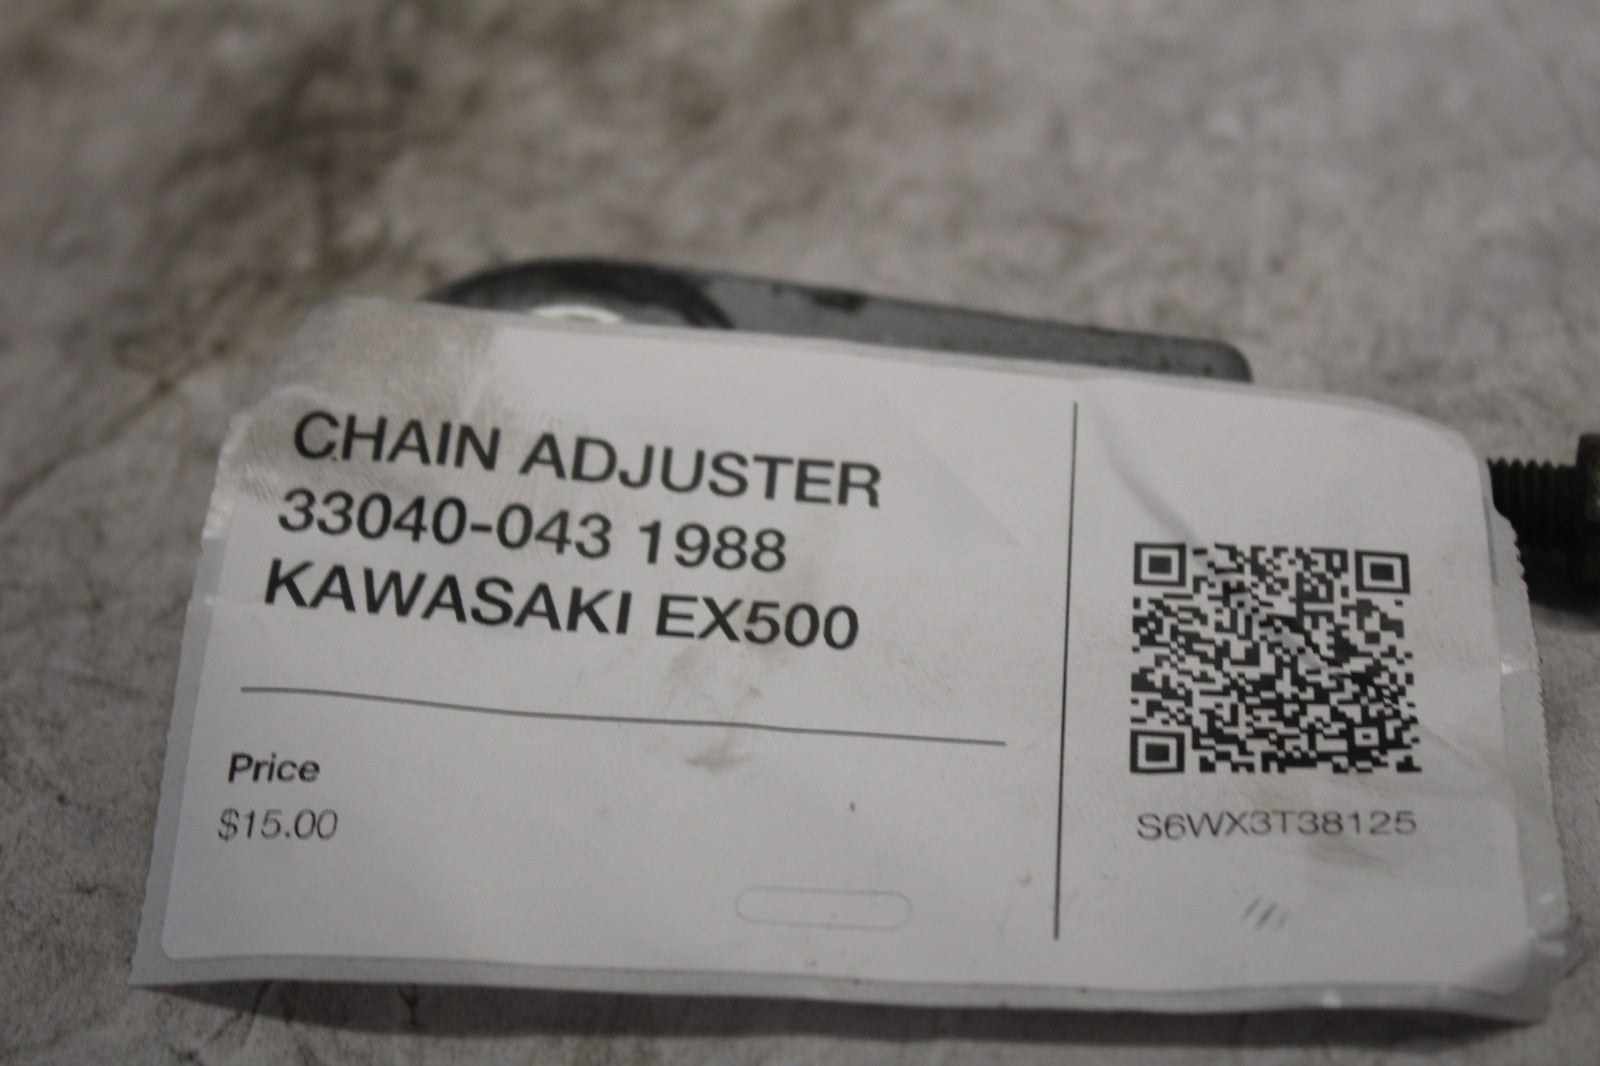 CHAIN ADJUSTER
33040-043 1988
KAWASAKI EX500
Price
$15.00
S6WX3T38125